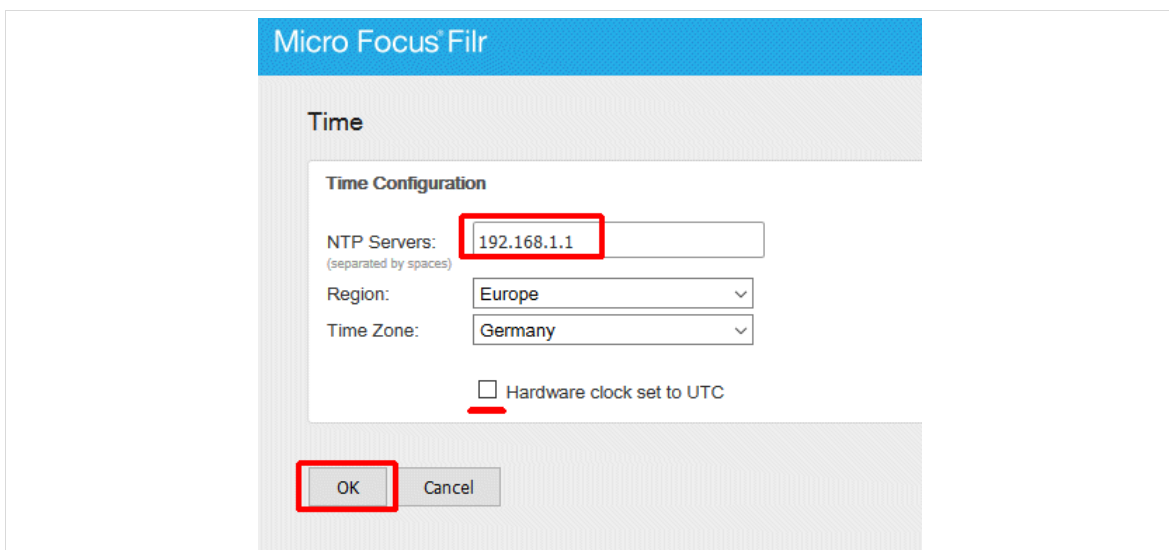 Micro Focus® Filr
Time
Time Configuration
NTP Servers: 192.168.1.1
(separated by spaces)
Region: Europe
Time Zone: Germany
Hardware clock set to UTC
OK Cancel